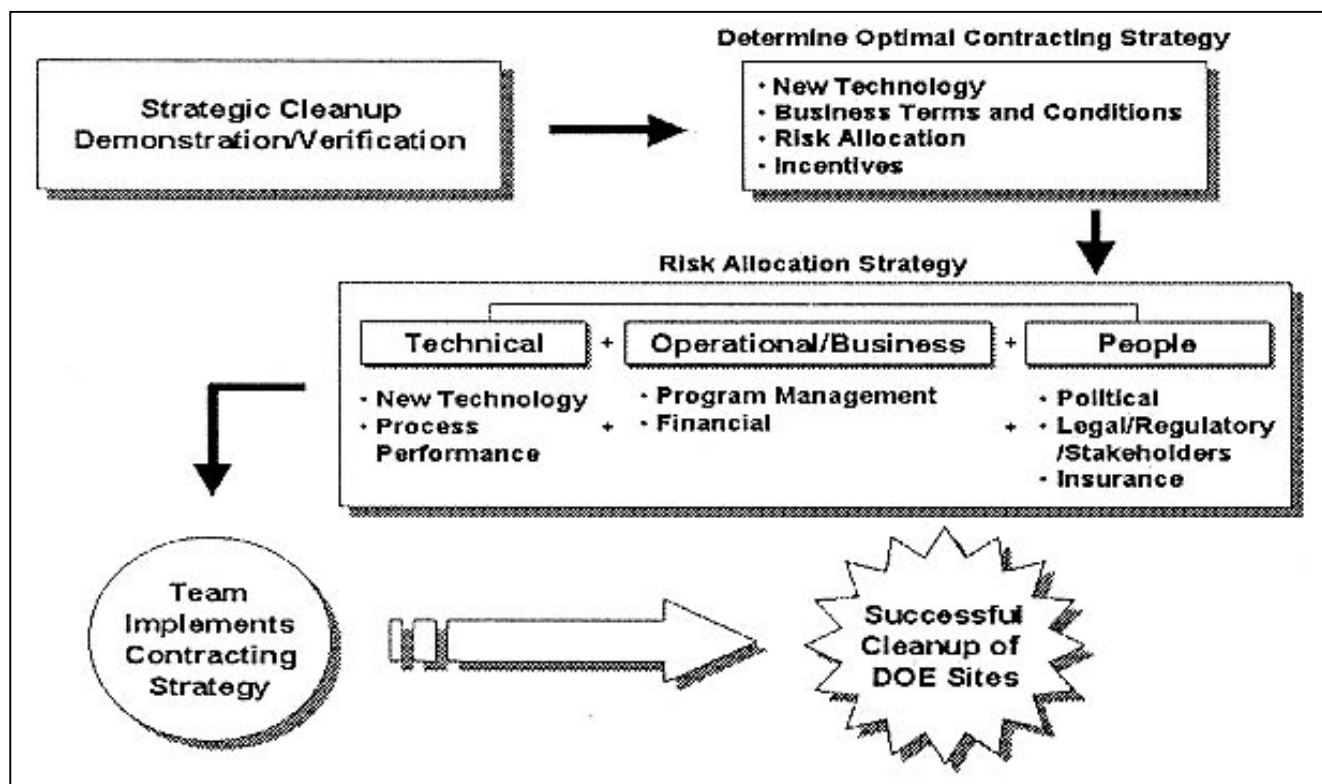 Strategic Cleanup
Demonstration/Verification
Determine Optimal Contracting Strategy
· New Technology
· Business Terms and Conditions
· Risk Allocation
· Incentives
Risk Allocation Strategy
Technical + Operational/Business + People
· New Technology
· Process
Performance
+
· Program Management
· Financial
+
· Political
· Legal/Regulatory
/Stakeholders
· Insurance
Team
Implements
Contracting
Strategy
Successful
Cleanup of
DOE Sites